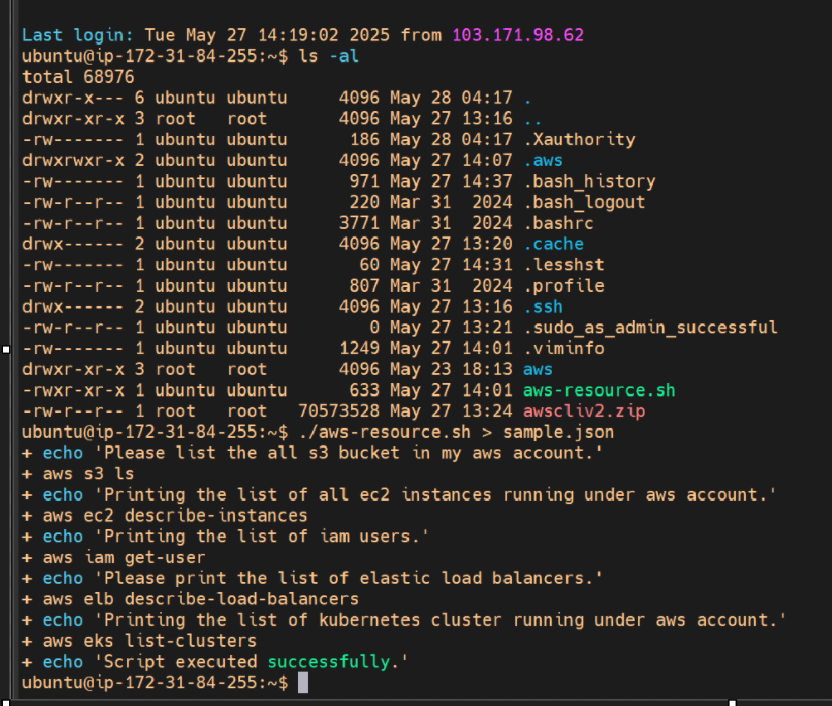 Last login: Tue May 27 14:19:02 2025 from 103.171.98.62
ubuntu@ip-172-31-84-255:~$ ls -al
total 68976
drwxr-x--- 6 ubuntu ubuntu     4096 May 28 04:17 .
drwxr-xr-x 3 root   root       4096 May 27 13:16 ..
-rw------- 1 ubuntu ubuntu      186 May 28 04:17 .Xauthority
drwxrwxr-x 2 ubuntu ubuntu     4096 May 27 14:07 .aws
-rw------- 1 ubuntu ubuntu      971 May 27 14:37 .bash_history
-rw-r--r-- 1 ubuntu ubuntu      220 Mar 31  2024 .bash_logout
-rw-r--r-- 1 ubuntu ubuntu     3771 Mar 31  2024 .bashrc
drwx------ 2 ubuntu ubuntu     4096 May 27 13:20 .cache
-rw------- 1 ubuntu ubuntu       60 May 27 14:31 .lesshst
-rw-r--r-- 1 ubuntu ubuntu      807 Mar 31  2024 .profile
drwx------ 2 ubuntu ubuntu     4096 May 27 13:16 .ssh
-rw-r--r-- 1 ubuntu ubuntu        0 May 27 13:21 .sudo_as_admin_successful
-rw------- 1 ubuntu ubuntu     1249 May 27 14:01 .viminfo
drwxr-xr-x 3 root   root       4096 May 23 18:13 aws
-rwxr-xr-x 1 ubuntu ubuntu      633 May 27 14:01 aws-resource.sh
-rw-r--r-- 1 root   root   70573528 May 27 13:24 awscliv2.zip
ubuntu@ip-172-31-84-255:~$ ./aws-resource.sh > sample.json
+ echo 'Please list the all s3 bucket in my aws account.'
+ aws s3 ls
+ echo 'Printing the list of all ec2 instances running under aws account.'
+ aws ec2 describe-instances
+ echo 'Printing the list of iam users.'
+ aws iam get-user
+ echo 'Please print the list of elastic load balancers.'
+ aws elb describe-load-balancers
+ echo 'Printing the list of kubernetes cluster running under aws account.'
+ aws eks list-clusters
+ echo 'Script executed successfully.'
ubuntu@ip-172-31-84-255:~$